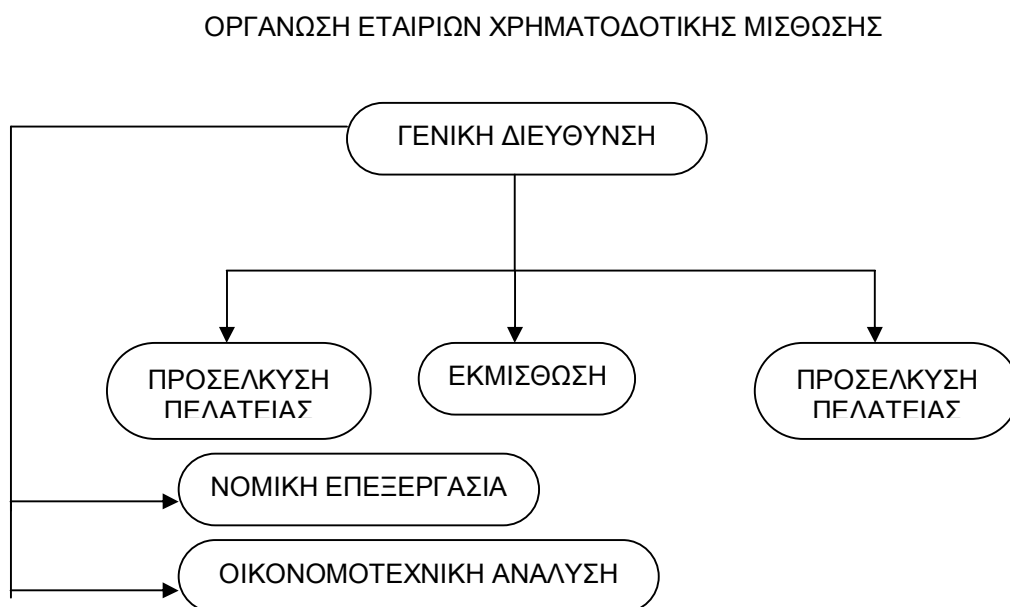 ΟΡΓΑΝΩΣΗ ΕΤΑΙΡΙΩΝ ΧΡΗΜΑΤΟΔΟΤΙΚΗΣ ΜΙΣΘΩΣΗΣ
ΓΕΝΙΚΗ ΔΙΕΥΘΥΝΣΗ
ΠΡΟΣΕΛΚΥΣΗ
ΠΕΛΑΤΕΙΑΣ
ΕΚΜΙΣΘΩΣΗ
ΠΡΟΣΕΛΚΥΣΗ
ΠΕΛΑΤΕΙΑΣ
ΝΟΜΙΚΗ ΕΠΕΞΕΡΓΑΣΙΑ
ΟΙΚΟΝΟΜΟΤΕΧΝΙΚΗ ΑΝΑΛΥΣΗ